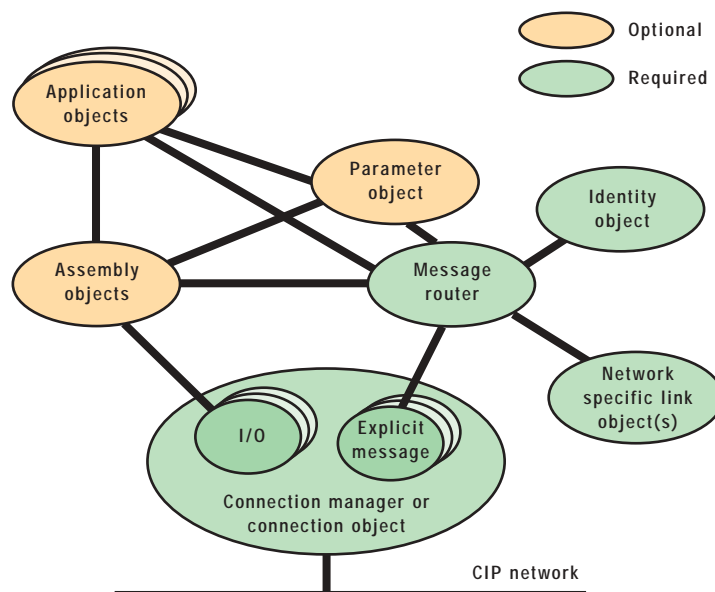 Optional
Required
Application
objects
Parameter
object
Identity
object
Assembly
objects
Message
router
Network
specific link
object(s)
I/O
Explicit
message
Connection manager or
connection object
CIP network